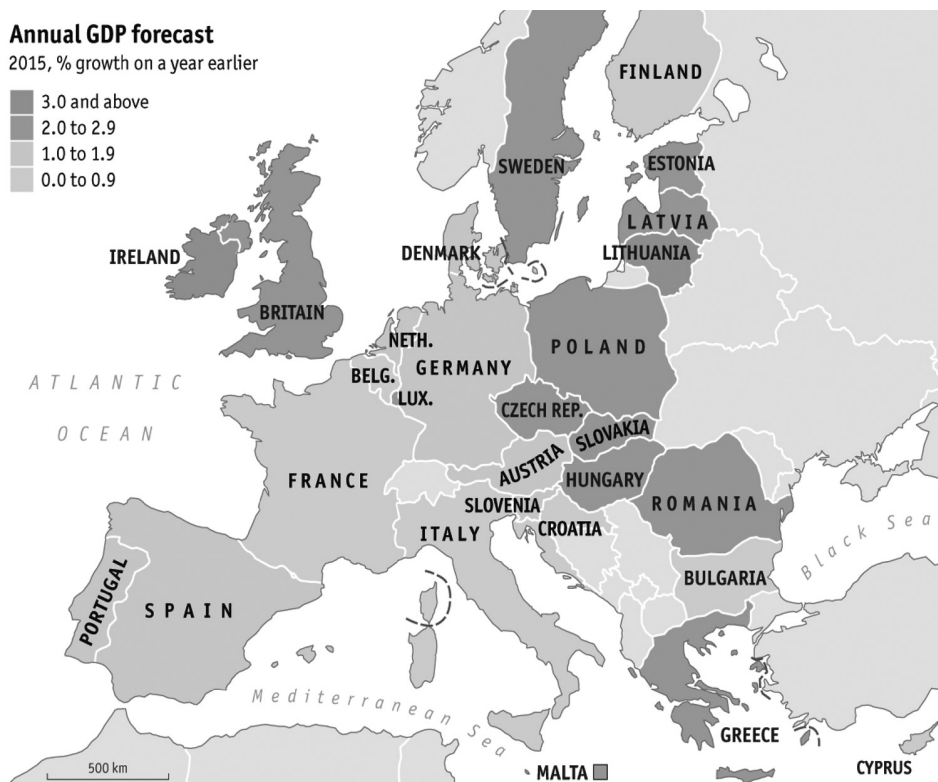 Annual GDP forecast
2015, % growth on a year earlier
3.0 and above
2.0 to 2.9
1.0 to 1.9
0.0 to 0.9
FINLAND
SWEDEN
ESTONIA
LATVIA
LITHUANIA
DENMARK
IRELAND
BRITAIN
NETH.
BELG.
GERMANY
LUX.
POLAND
CZECH REP.
SLOVAKIA
ATLANTIC
OCEAN
FRANCE
AUSTRIA
HUNGARY
SLOVENIA
ITALY
CROATIA
ROMANIA
BULGARIA
Black Sea
PORTUGAL
SPAIN
Mediterranean Sea
GREECE
500 km
MALTA
CYPRUS